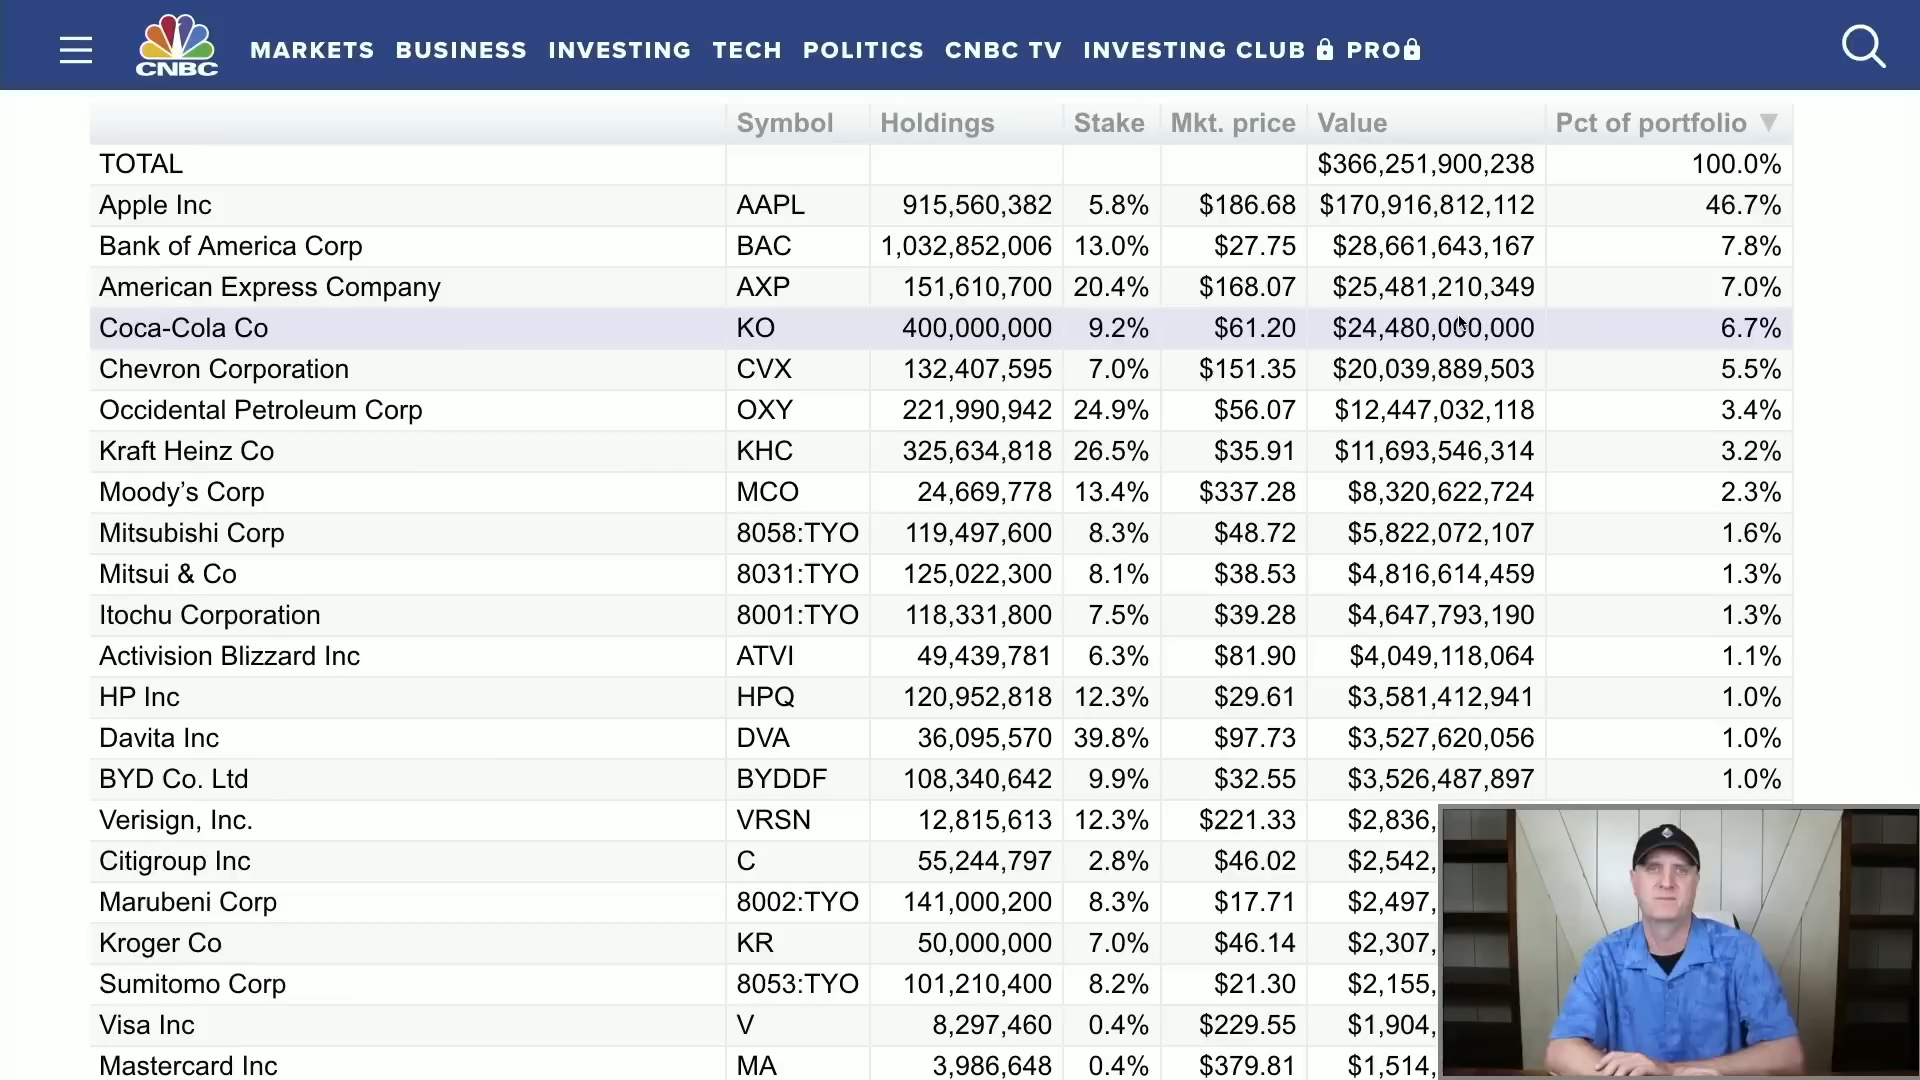 CNBC MARKETS BUSINESS INVESTING TECH POLITICS CNBC TV INVESTING CLUB PRO
Symbol Holdings Stake Mkt. price Value Pct of portfolio ▼
TOTAL $366,251,900,238 100.0%
Apple Inc AAPL 915,560,382 5.8% $186.68 $170,916,812,112 46.7%
Bank of America Corp BAC 1,032,852,006 13.0% $27.75 $28,661,643,167 7.8%
American Express Company AXP 151,610,700 20.4% $168.07 $25,481,210,349 7.0%
Coca-Cola Co KO 400,000,000 9.2% $61.20 $24,480,000,000 6.7%
Chevron Corporation CVX 132,407,595 7.0% $151.35 $20,039,889,503 5.5%
Occidental Petroleum Corp OXY 221,990,942 24.9% $56.07 $12,447,032,118 3.4%
Kraft Heinz Co KHC 325,634,818 26.5% $35.91 $11,693,546,314 3.2%
Moody’s Corp MCO 24,669,778 13.4% $337.28 $8,320,622,724 2.3%
Mitsubishi Corp 8058:TYO 119,497,600 8.3% $48.72 $5,822,072,107 1.6%
Mitsui & Co 8031:TYO 125,022,300 8.1% $38.53 $4,816,614,459 1.3%
Itochu Corporation 8001:TYO 118,331,800 7.5% $39.28 $4,647,793,190 1.3%
Activision Blizzard Inc ATVI 49,439,781 6.3% $81.90 $4,049,118,064 1.1%
HP Inc HPQ 120,952,818 12.3% $29.61 $3,581,412,941 1.0%
Davita Inc DVA 36,095,570 39.8% $97.73 $3,527,620,056 1.0%
BYD Co. Ltd BYDDF 108,340,642 9.9% $32.55 $3,526,487,897 1.0%
Verisign, Inc. VRSN 12,815,613 12.3% $221.33 $2,836,
Citigroup Inc C 55,244,797 2.8% $46.02 $2,542,
Marubeni Corp 8002:TYO 141,000,200 8.3% $17.71 $2,497,
Kroger Co KR 50,000,000 7.0% $46.14 $2,307,
Sumitomo Corp 8053:TYO 101,210,400 8.2% $21.30 $2,155,
Visa Inc V 8,297,460 0.4% $229.55 $1,904,
Mastercard Inc MA 3,986,648 0.4% $379.81 $1,514,